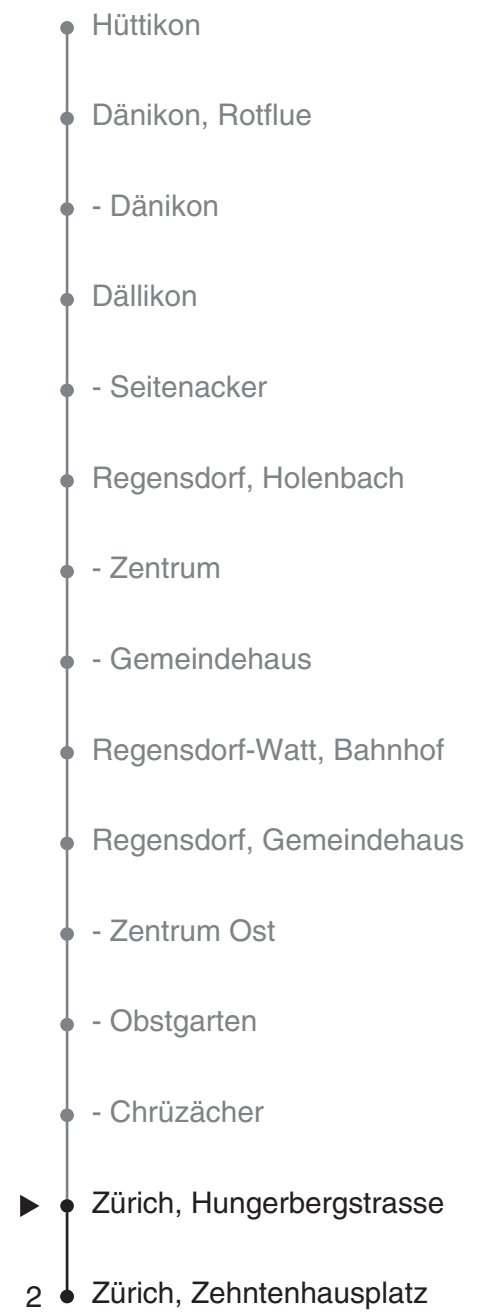 Hüttikon
Dänikon, Rotflue
- Dänikon
Dällikon
- Seitenacker
Regensdorf, Holenbach
- Zentrum
- Gemeindehaus
Regensdorf-Watt, Bahnhof
Regensdorf, Gemeindehaus
- Zentrum Ost
- Obstgarten
- Chrüzächer
Zürich, Hungerbergstrasse
2 Zürich, Zehntenhausplatz